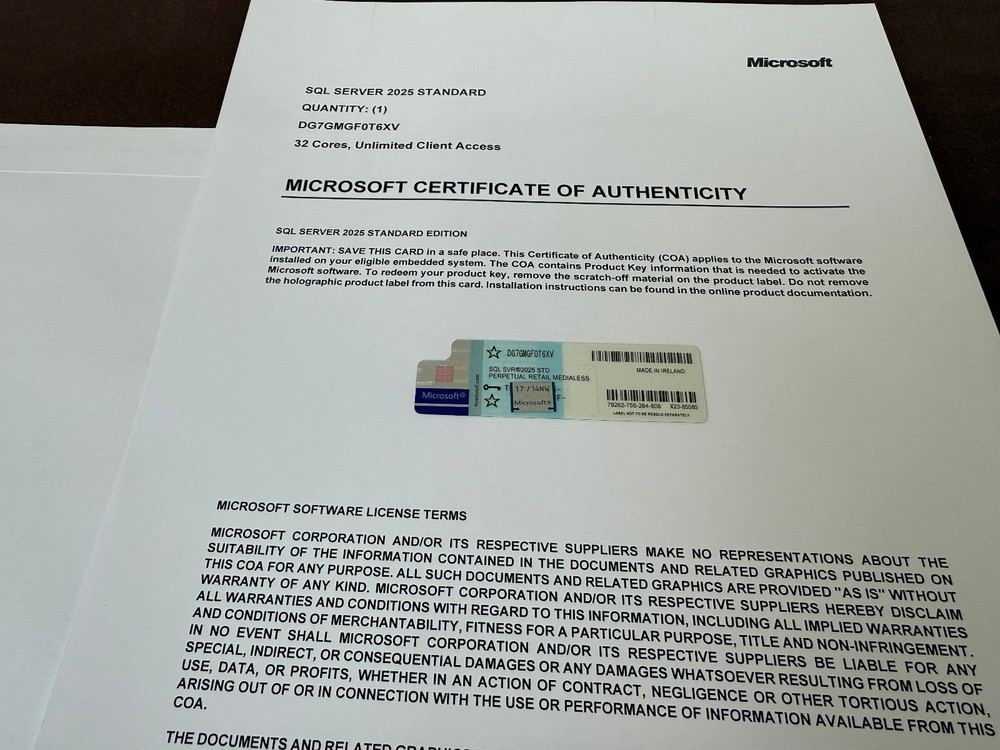 Microsoft
SQL SERVER 2025 STANDARD
QUANTITY: (1)
DG7GMGF0T6XV
32 Cores, Unlimited Client Access
MICROSOFT CERTIFICATE OF AUTHENTICITY
SQL SERVER 2025 STANDARD EDITION
IMPORTANT: SAVE THIS CARD in a safe place. This Certificate of Authenticity (COA) applies to the Microsoft software
installed on your eligible embedded system. The COA contains Product Key information that is needed to activate the
Microsoft software. To redeem your product key, remove the scratch-off material on the product label. Do not remove
the holographic product label from this card. Installation instructions can be found in the online product documentation.
DG7GMGF0T6XV
SQL SVR®2025 STD
PERPETUAL RETAIL MEDIALESS
17 /14NW
Microsoft®
Microsoft®
MADE IN IRELAND
X23-85585
LABEL NOT TO BE RESOLD SEPARATELY
MICROSOFT SOFTWARE LICENSE TERMS
MICROSOFT CORPORATION AND/OR ITS RESPECTIVE SUPPLIERS MAKE NO REPRESENTATIONS ABOUT THE
SUITABILITY OF THE INFORMATION CONTAINED IN THE DOCUMENTS AND RELATED GRAPHICS PUBLISHED ON
THIS COA FOR ANY PURPOSE. ALL SUCH DOCUMENTS AND RELATED GRAPHICS ARE PROVIDED "AS IS" WITHOUT
WARRANTY OF ANY KIND. MICROSOFT CORPORATION AND/OR ITS RESPECTIVE SUPPLIERS HEREBY DISCLAIM
ALL WARRANTIES AND CONDITIONS WITH REGARD TO THIS INFORMATION, INCLUDING ALL IMPLIED WARRANTIES
AND CONDITIONS OF MERCHANTABILITY, FITNESS FOR A PARTICULAR PURPOSE, TITLE AND NON-INFRINGEMENT.
IN NO EVENT SHALL MICROSOFT CORPORATION AND/OR ITS RESPECTIVE SUPPLIERS BE LIABLE FOR ANY
SPECIAL, INDIRECT, OR CONSEQUENTIAL DAMAGES OR ANY DAMAGES WHATSOEVER RESULTING FROM LOSS OF
USE, DATA, OR PROFITS, WHETHER IN AN ACTION OF CONTRACT, NEGLIGENCE OR OTHER TORTIOUS ACTION,
ARISING OUT OF OR IN CONNECTION WITH THE USE OR PERFORMANCE OF INFORMATION AVAILABLE FROM THIS
COA.
THE DOCUMENTS AND RELATED